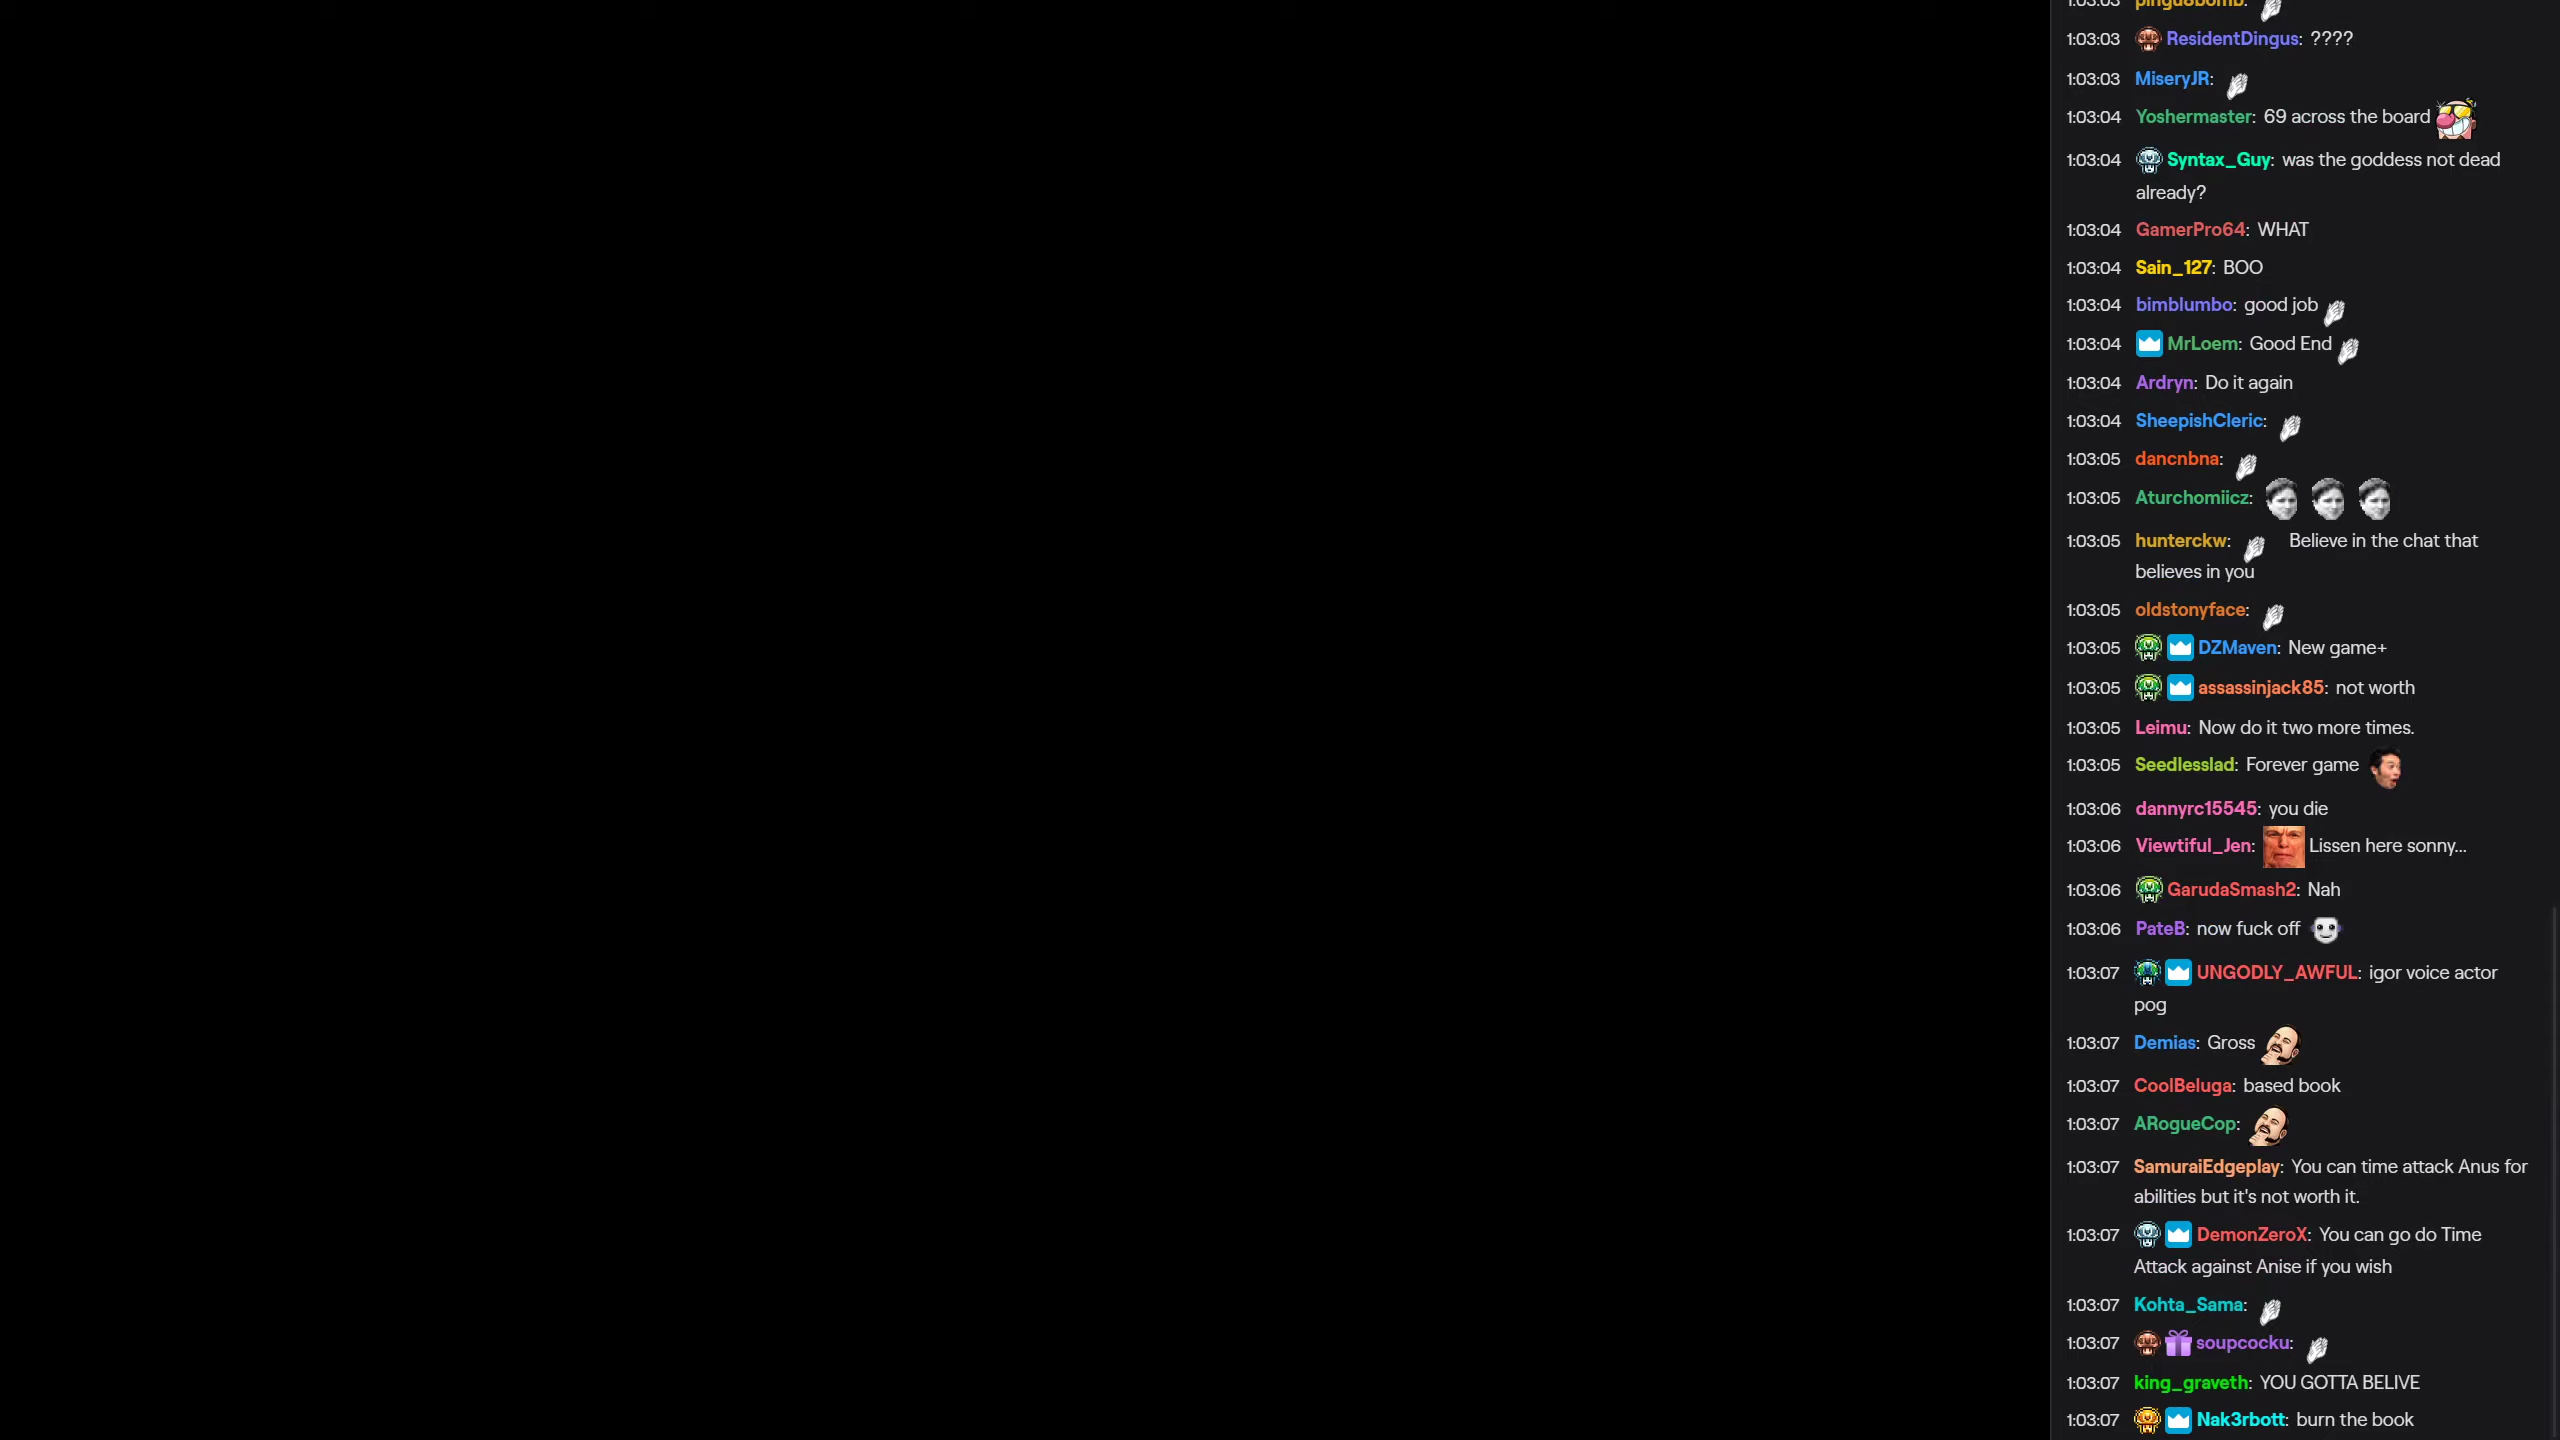 1:03:03 pingu8bomb:
1:03:03 ResidentDingus: ????
1:03:03 MiseryJR:
1:03:04 Yoshermaster: 69 across the board
1:03:04 Syntax_Guy: was the goddess not dead
already?
1:03:04 GamerPro64: WHAT
1:03:04 Sain_127: BOO
1:03:04 bimblumbo: good job
1:03:04 MrLoem: Good End
1:03:04 Ardryn: Do it again
1:03:04 SheepishCleric:
1:03:05 dancnbna:
1:03:05 Aturchomiicz:
1:03:05 hunterckw: Believe in the chat that
believes in you
1:03:05 oldstonyface:
1:03:05 DZMaven: New game+
1:03:05 assassinjack85: not worth
1:03:05 Leimu: Now do it two more times.
1:03:05 Seedlesslad: Forever game
1:03:06 dannyrc15545: you die
1:03:06 Viewtiful_Jen: Lissen here sonny...
1:03:06 GarudaSmash2: Nah
1:03:06 PateB: now fuck off
1:03:07 UNGODLY_AWFUL: igor voice actor
pog
1:03:07 Demias: Gross
1:03:07 CoolBeluga: based book
1:03:07 ARogueCop:
1:03:07 SamuraiEdgeplay: You can time attack Anus for
abilities but it's not worth it.
1:03:07 DemonZeroX: You can go do Time
Attack against Anise if you wish
1:03:07 Kohta_Sama:
1:03:07 soupcocku:
1:03:07 king_graveth: YOU GOTTA BELIVE
1:03:07 Nak3rbott: burn the book